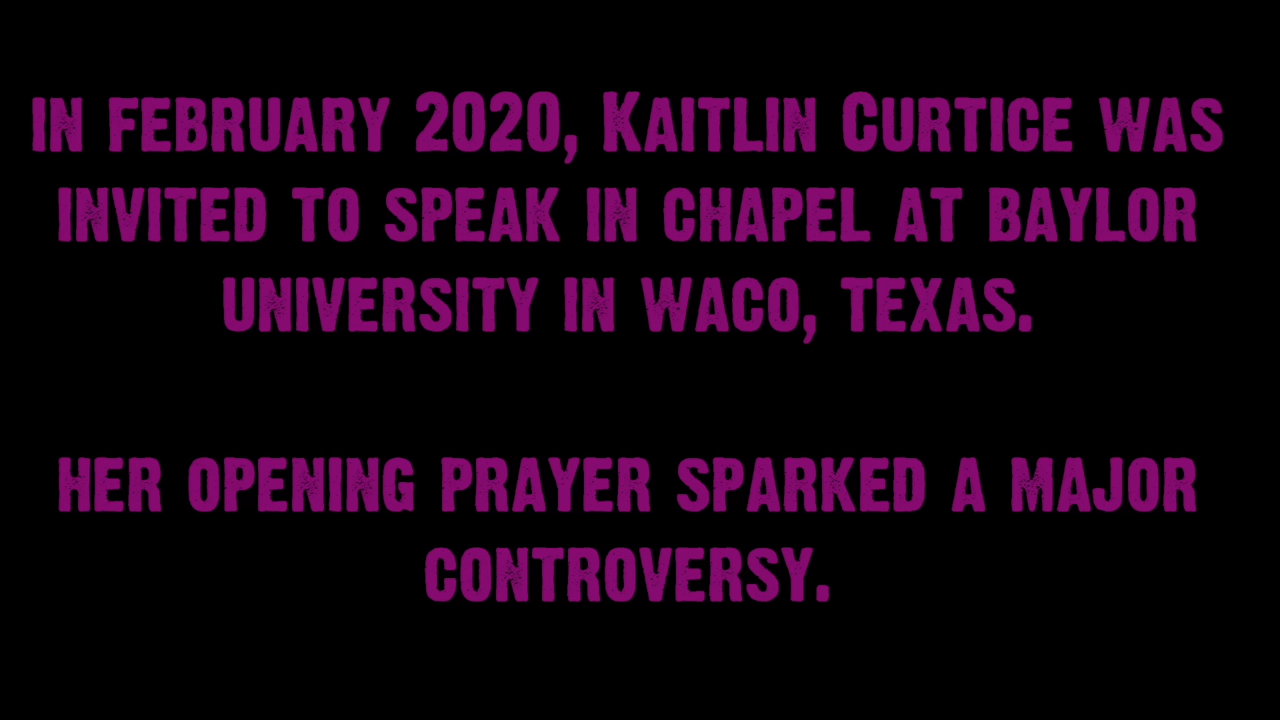 IN FEBRUARY 2020, KAITLIN CURTICE WAS
INVITED TO SPEAK IN CHAPEL AT BAYLOR
UNIVERSITY IN WACO, TEXAS.
HER OPENING PRAYER SPARKED A MAJOR
CONTROVERSY.